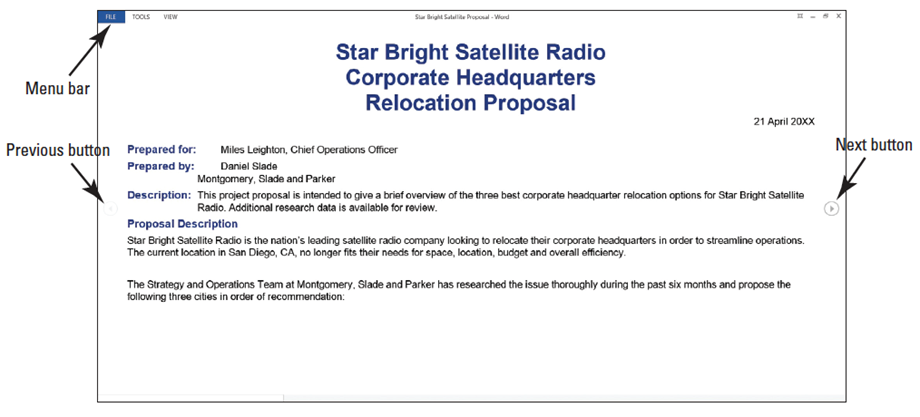 FILE TOOLS VIEW Star Bright Satellite Proposal - Word
Menu bar
Star Bright Satellite Radio
Corporate Headquarters
Relocation Proposal
21 April 20XX
Previous button
Next button
Prepared for: Miles Leighton, Chief Operations Officer
Prepared by: Daniel Slade
Montgomery, Slade and Parker
Description: This project proposal is intended to give a brief overview of the three best corporate headquarter relocation options for Star Bright Satellite
Radio. Additional research data is available for review.
Proposal Description
Star Bright Satellite Radio is the nation's leading satellite radio company looking to relocate their corporate headquarters in order to streamline operations.
The current location in San Diego, CA, no longer fits their needs for space, location, budget and overall efficiency.
The Strategy and Operations Team at Montgomery, Slade and Parker has researched the issue thoroughly during the past six months and propose the
following three cities in order of recommendation: